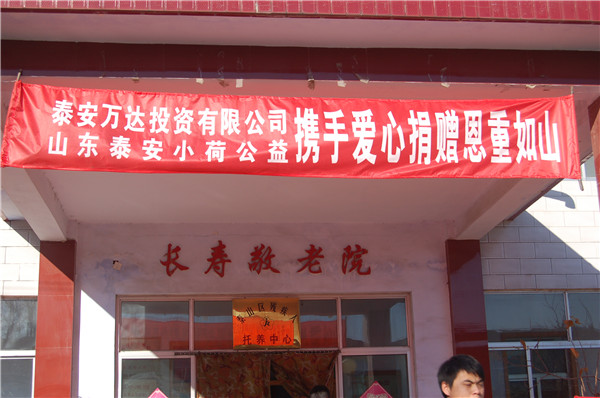 泰安万达投资有限公司
山东泰安小荷公益
携手爱心捐赠恩重如山
长寿敬老院
托养中心